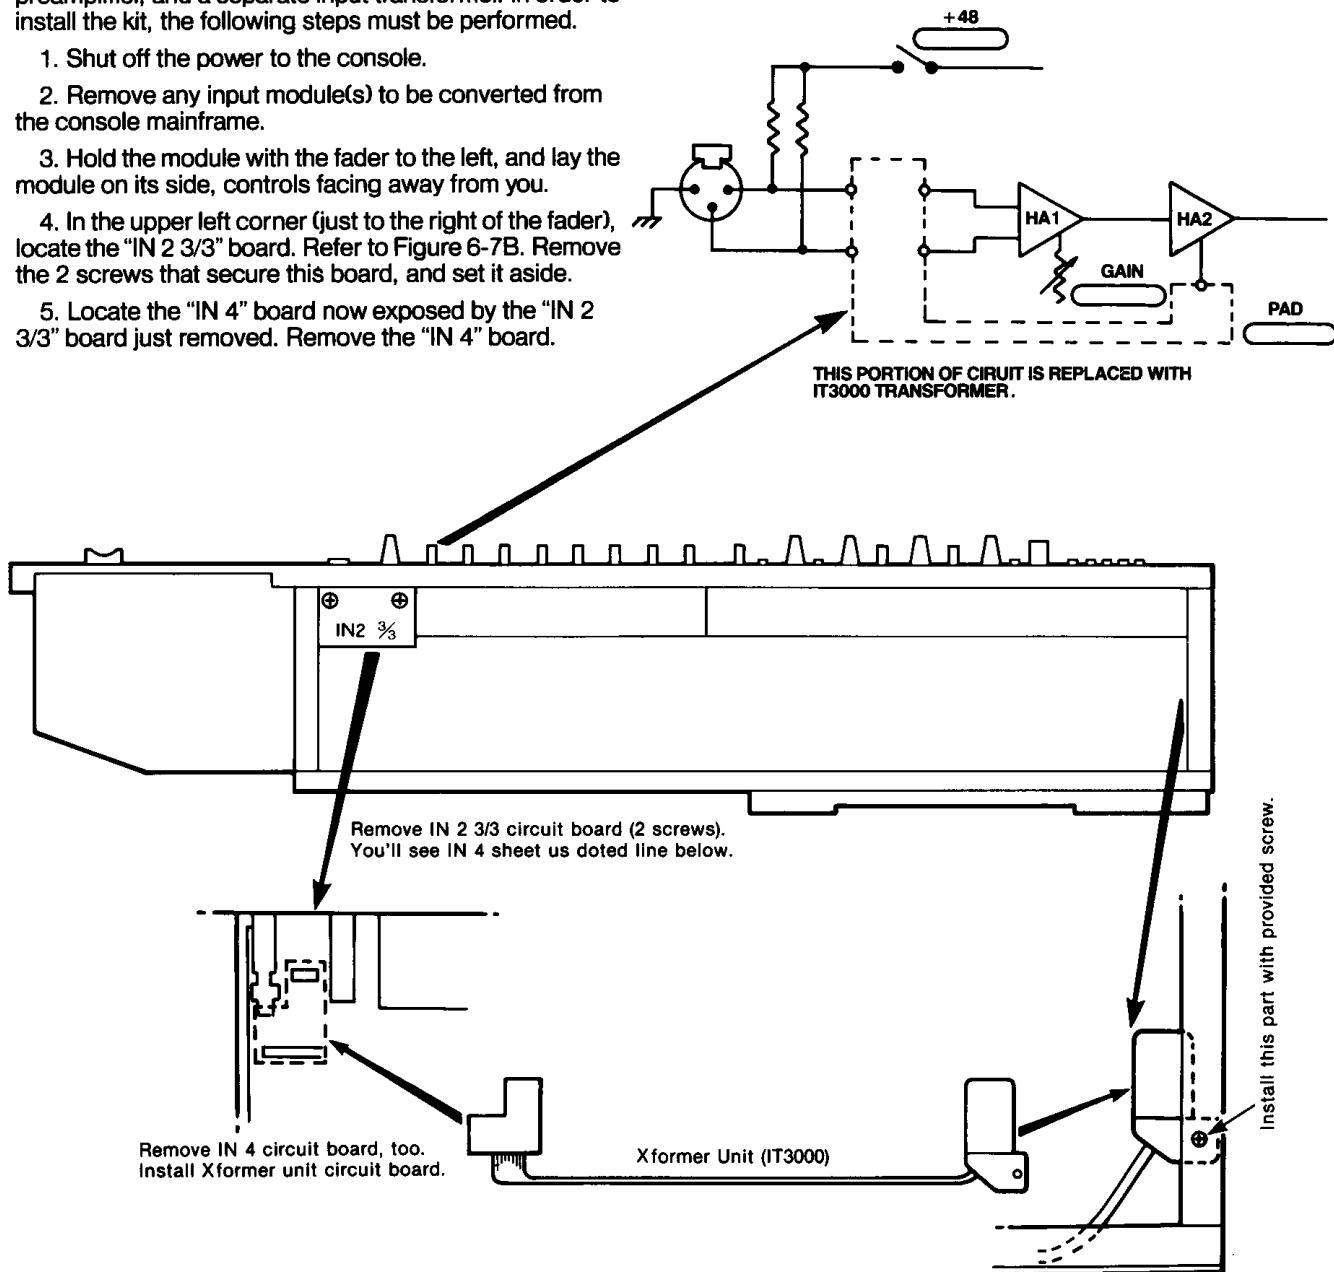 preamplifier, and a separate input transformer. In order to
install the kit, the following steps must be performed.
1. Shut off the power to the console.
2. Remove any input module(s) to be converted from
the console mainframe.
3. Hold the module with the fader to the left, and lay the
module on its side, controls facing away from you.
4. In the upper left corner (just to the right of the fader),
locate the "IN 2 3/3" board. Refer to Figure 6-7B. Remove
the 2 screws that secure this board, and set it aside.
5. Locate the "IN 4" board now exposed by the "IN 2
3/3" board just removed. Remove the "IN 4" board.
+48
HA1
HA2
GAIN
PAD
THIS PORTION OF CIRUIT IS REPLACED WITH
IT3000 TRANSFORMER.
IN2 3/3
Remove IN 2 3/3 circuit board (2 screws).
You'll see IN 4 sheet us doted line below.
Remove IN 4 circuit board, too.
Install Xformer unit circuit board.
Xformer Unit (IT3000)
Install this part with provided screw.